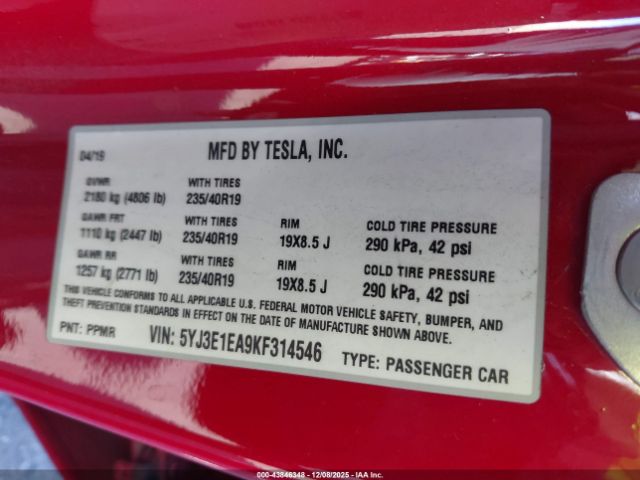 04/19 MFD BY TESLA, INC.
GVWR WITH TIRES
2180 kg (4806 lb) 235/40R19
GAWR FRT WITH TIRES RIM COLD TIRE PRESSURE
1110 kg (2447 lb) 235/40R19 19X8.5 J 290 kPa, 42 psi
GAWR RR WITH TIRES RIM COLD TIRE PRESSURE
1257 kg (2771 lb) 235/40R19 19X8.5 J 290 kPa, 42 psi
THIS VEHICLE CONFORMS TO ALL APPLICABLE U.S. FEDERAL MOTOR VEHICLE SAFETY, BUMPER, AND
THEFT PREVENTION STANDARDS IN EFFECT ON THE DATE OF MANUFACTURE SHOWN ABOVE.
PNT: PPMR VIN: 5YJ3E1EA9KF314546 TYPE: PASSENGER CAR
000-43846348 - 12/08/2025 - IAAI.com